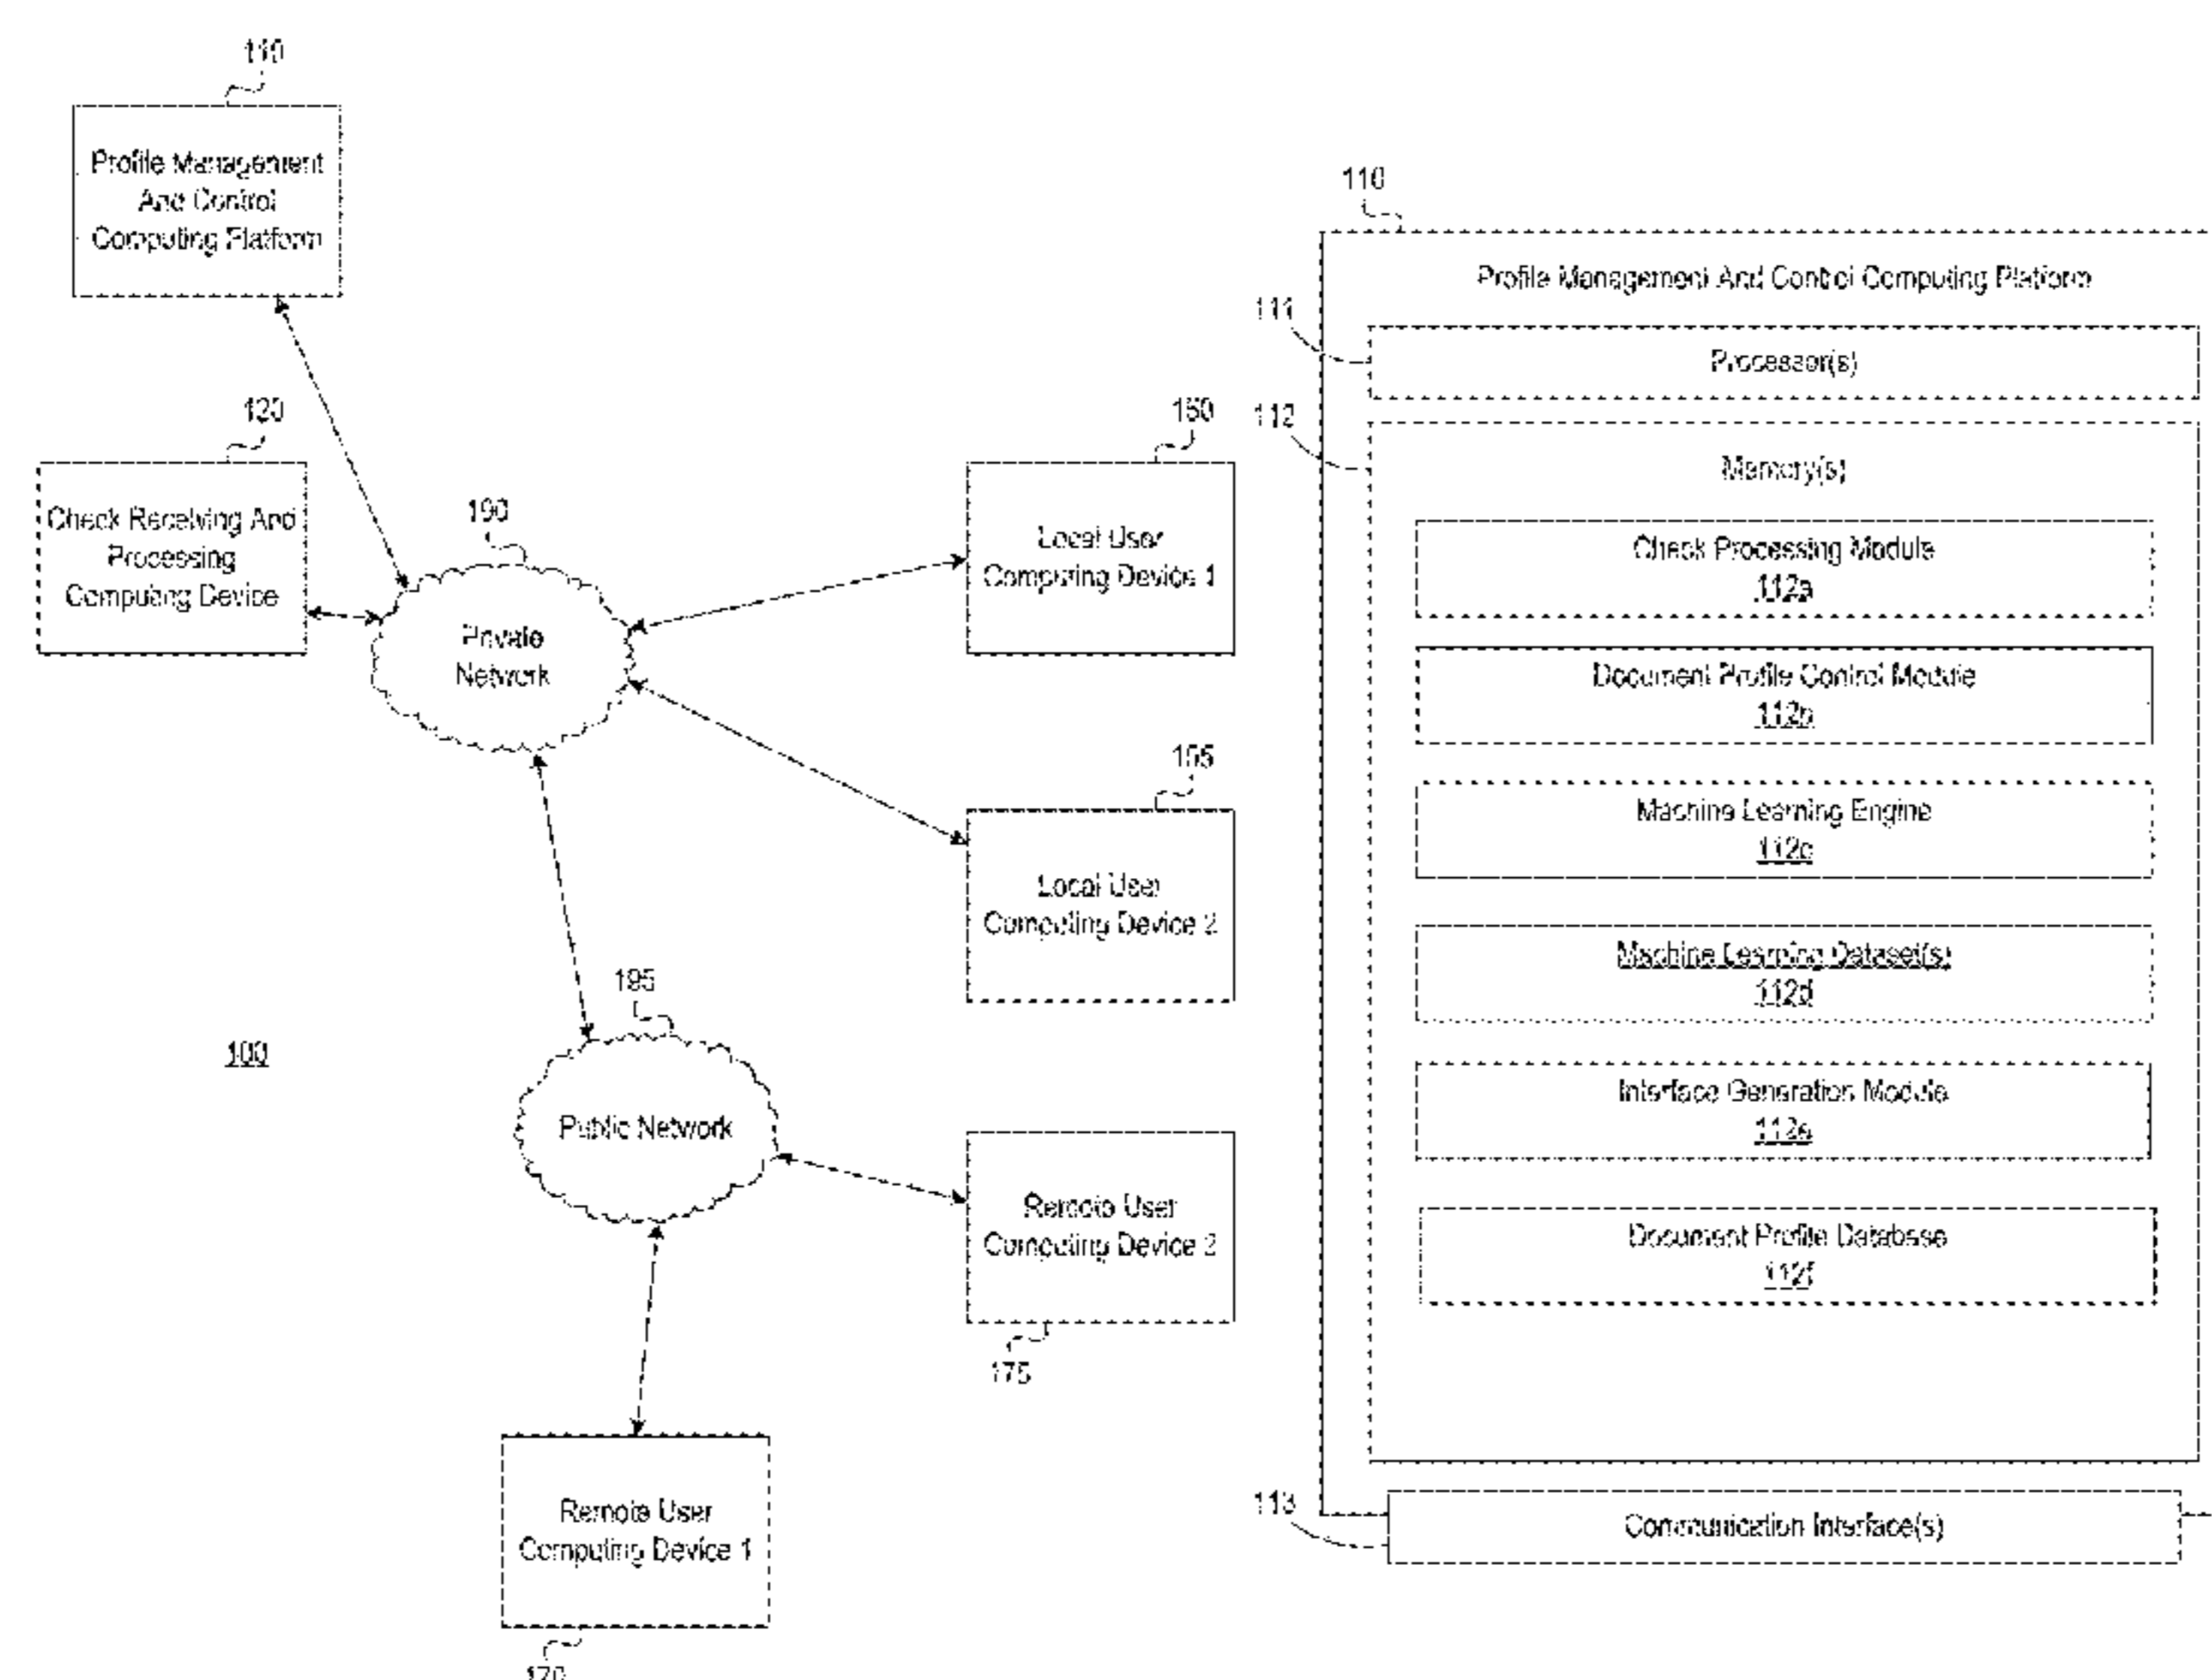 110
Profile Management
And Control
Computing Platform
120
Check Receiving And
Processing
Computing Device
190
Private
Network
150
Local User
Computing Device 1
155
Local User
Computing Device 2
195
Public Network
100
Remote User
Computing Device 2
175
Remote User
Computing Device 1
170
110
Profile Management And Control Computing Platform
111
Processor(s)
112
Memory(s)
Check Processing Module
112a
Document Profile Control Module
112b
Machine Learning Engine
112c
Machine Learning Dataset(s)
112d
Interface Generation Module
112e
Document Profile Database
112f
113
Communication Interface(s)